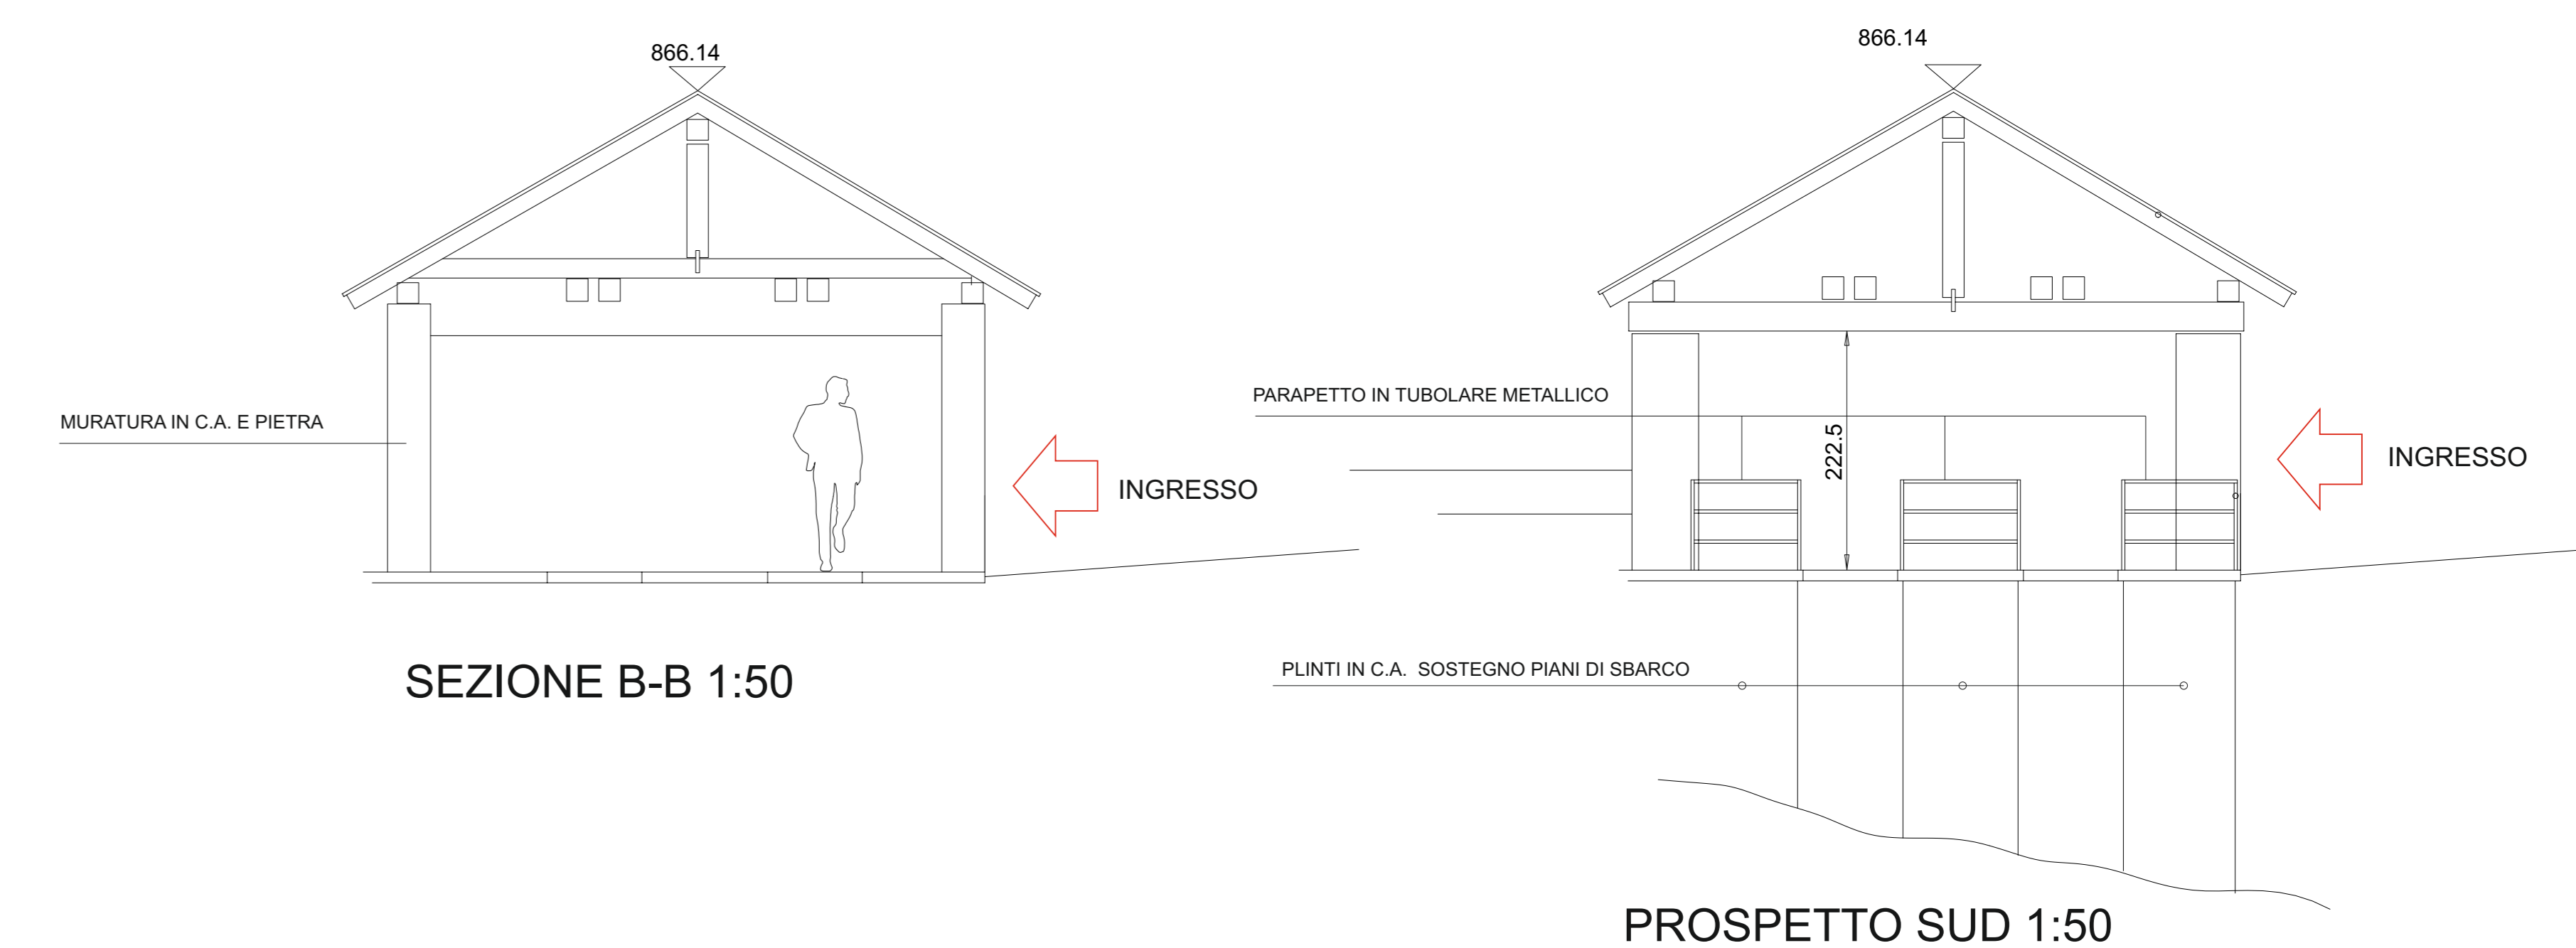 866.14
866.14
MURATURA IN C.A. E PIETRA
INGRESSO
SEZIONE B-B 1:50
PARAPETTO IN TUBOLARE METALLICO
222.5
INGRESSO
PLINTI IN C.A. SOSTEGNO PIANI DI SBARCO
PROSPETTO SUD 1:50